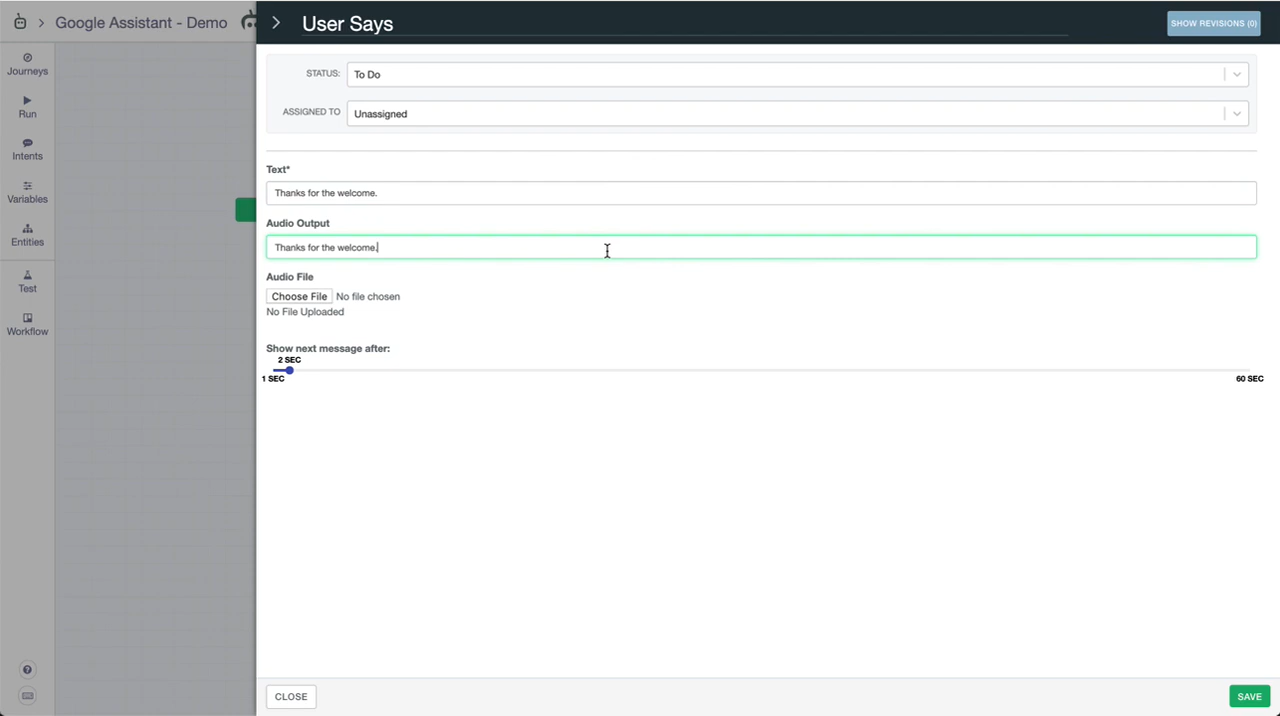 Google Assistant - Demo
User Says
SHOW REVISIONS (0)
Journeys
Run
Intents
Variables
Entities
Test
Workflow
STATUS:
To Do
ASSIGNED TO
Unassigned
Text*
Thanks for the welcome.
Audio Output
Thanks for the welcome.
Audio File
Choose File No file chosen
No File Uploaded
Show next message after:
2 SEC
1 SEC
60 SEC
CLOSE
SAVE